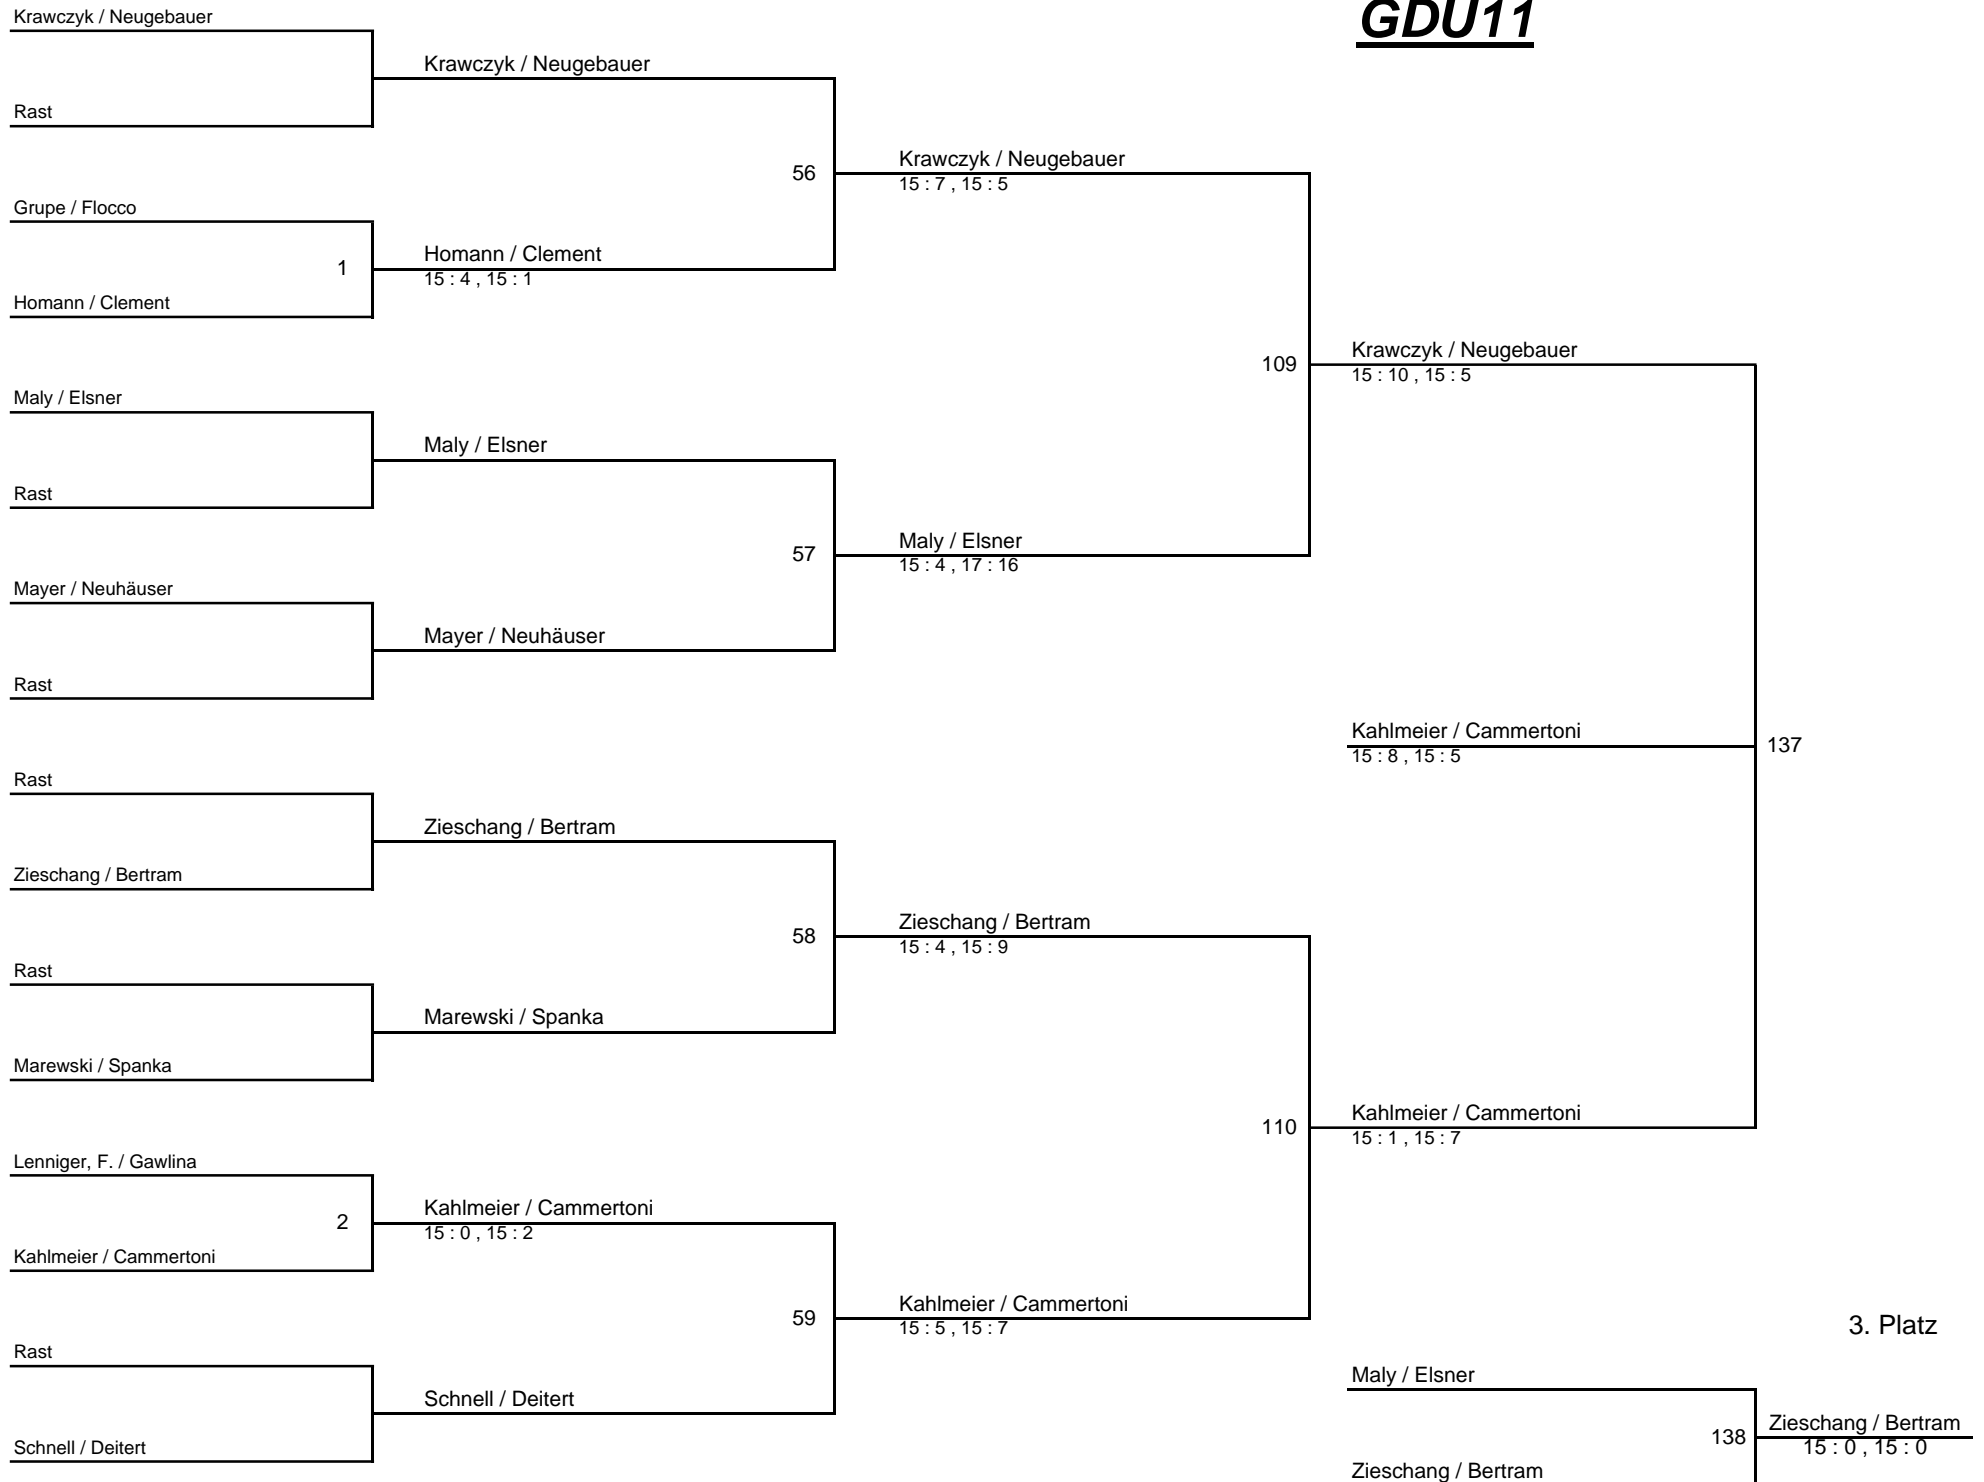 GDU11
Krawczyk / Neugebauer
Rast
Grupe / Flocco
1
Homann / Clement
Maly / Elsner
Rast
Mayer / Neuhäuser
Rast
Rast
Zieschang / Bertram
Rast
Marewski / Spanka
Lenniger, F. / Gawlina
2
Kahlmeier / Cammertoni
Rast
Schnell / Deitert
Krawczyk / Neugebauer
56
Homann / Clement
15 : 4 , 15 : 1
Maly / Elsner
57
Mayer / Neuhäuser
Zieschang / Bertram
58
Marewski / Spanka
Kahlmeier / Cammertoni
15 : 0 , 15 : 2
59
Schnell / Deitert
Krawczyk / Neugebauer
15 : 7 , 15 : 5
109
Maly / Elsner
15 : 4 , 17 : 16
Zieschang / Bertram
15 : 4 , 15 : 9
110
Kahlmeier / Cammertoni
15 : 5 , 15 : 7
Krawczyk / Neugebauer
15 : 10 , 15 : 5
Kahlmeier / Cammertoni
15 : 8 , 15 : 5
137
Kahlmeier / Cammertoni
15 : 1 , 15 : 7
3. Platz
Maly / Elsner
138
Zieschang / Bertram
15 : 0 , 15 : 0
Zieschang / Bertram